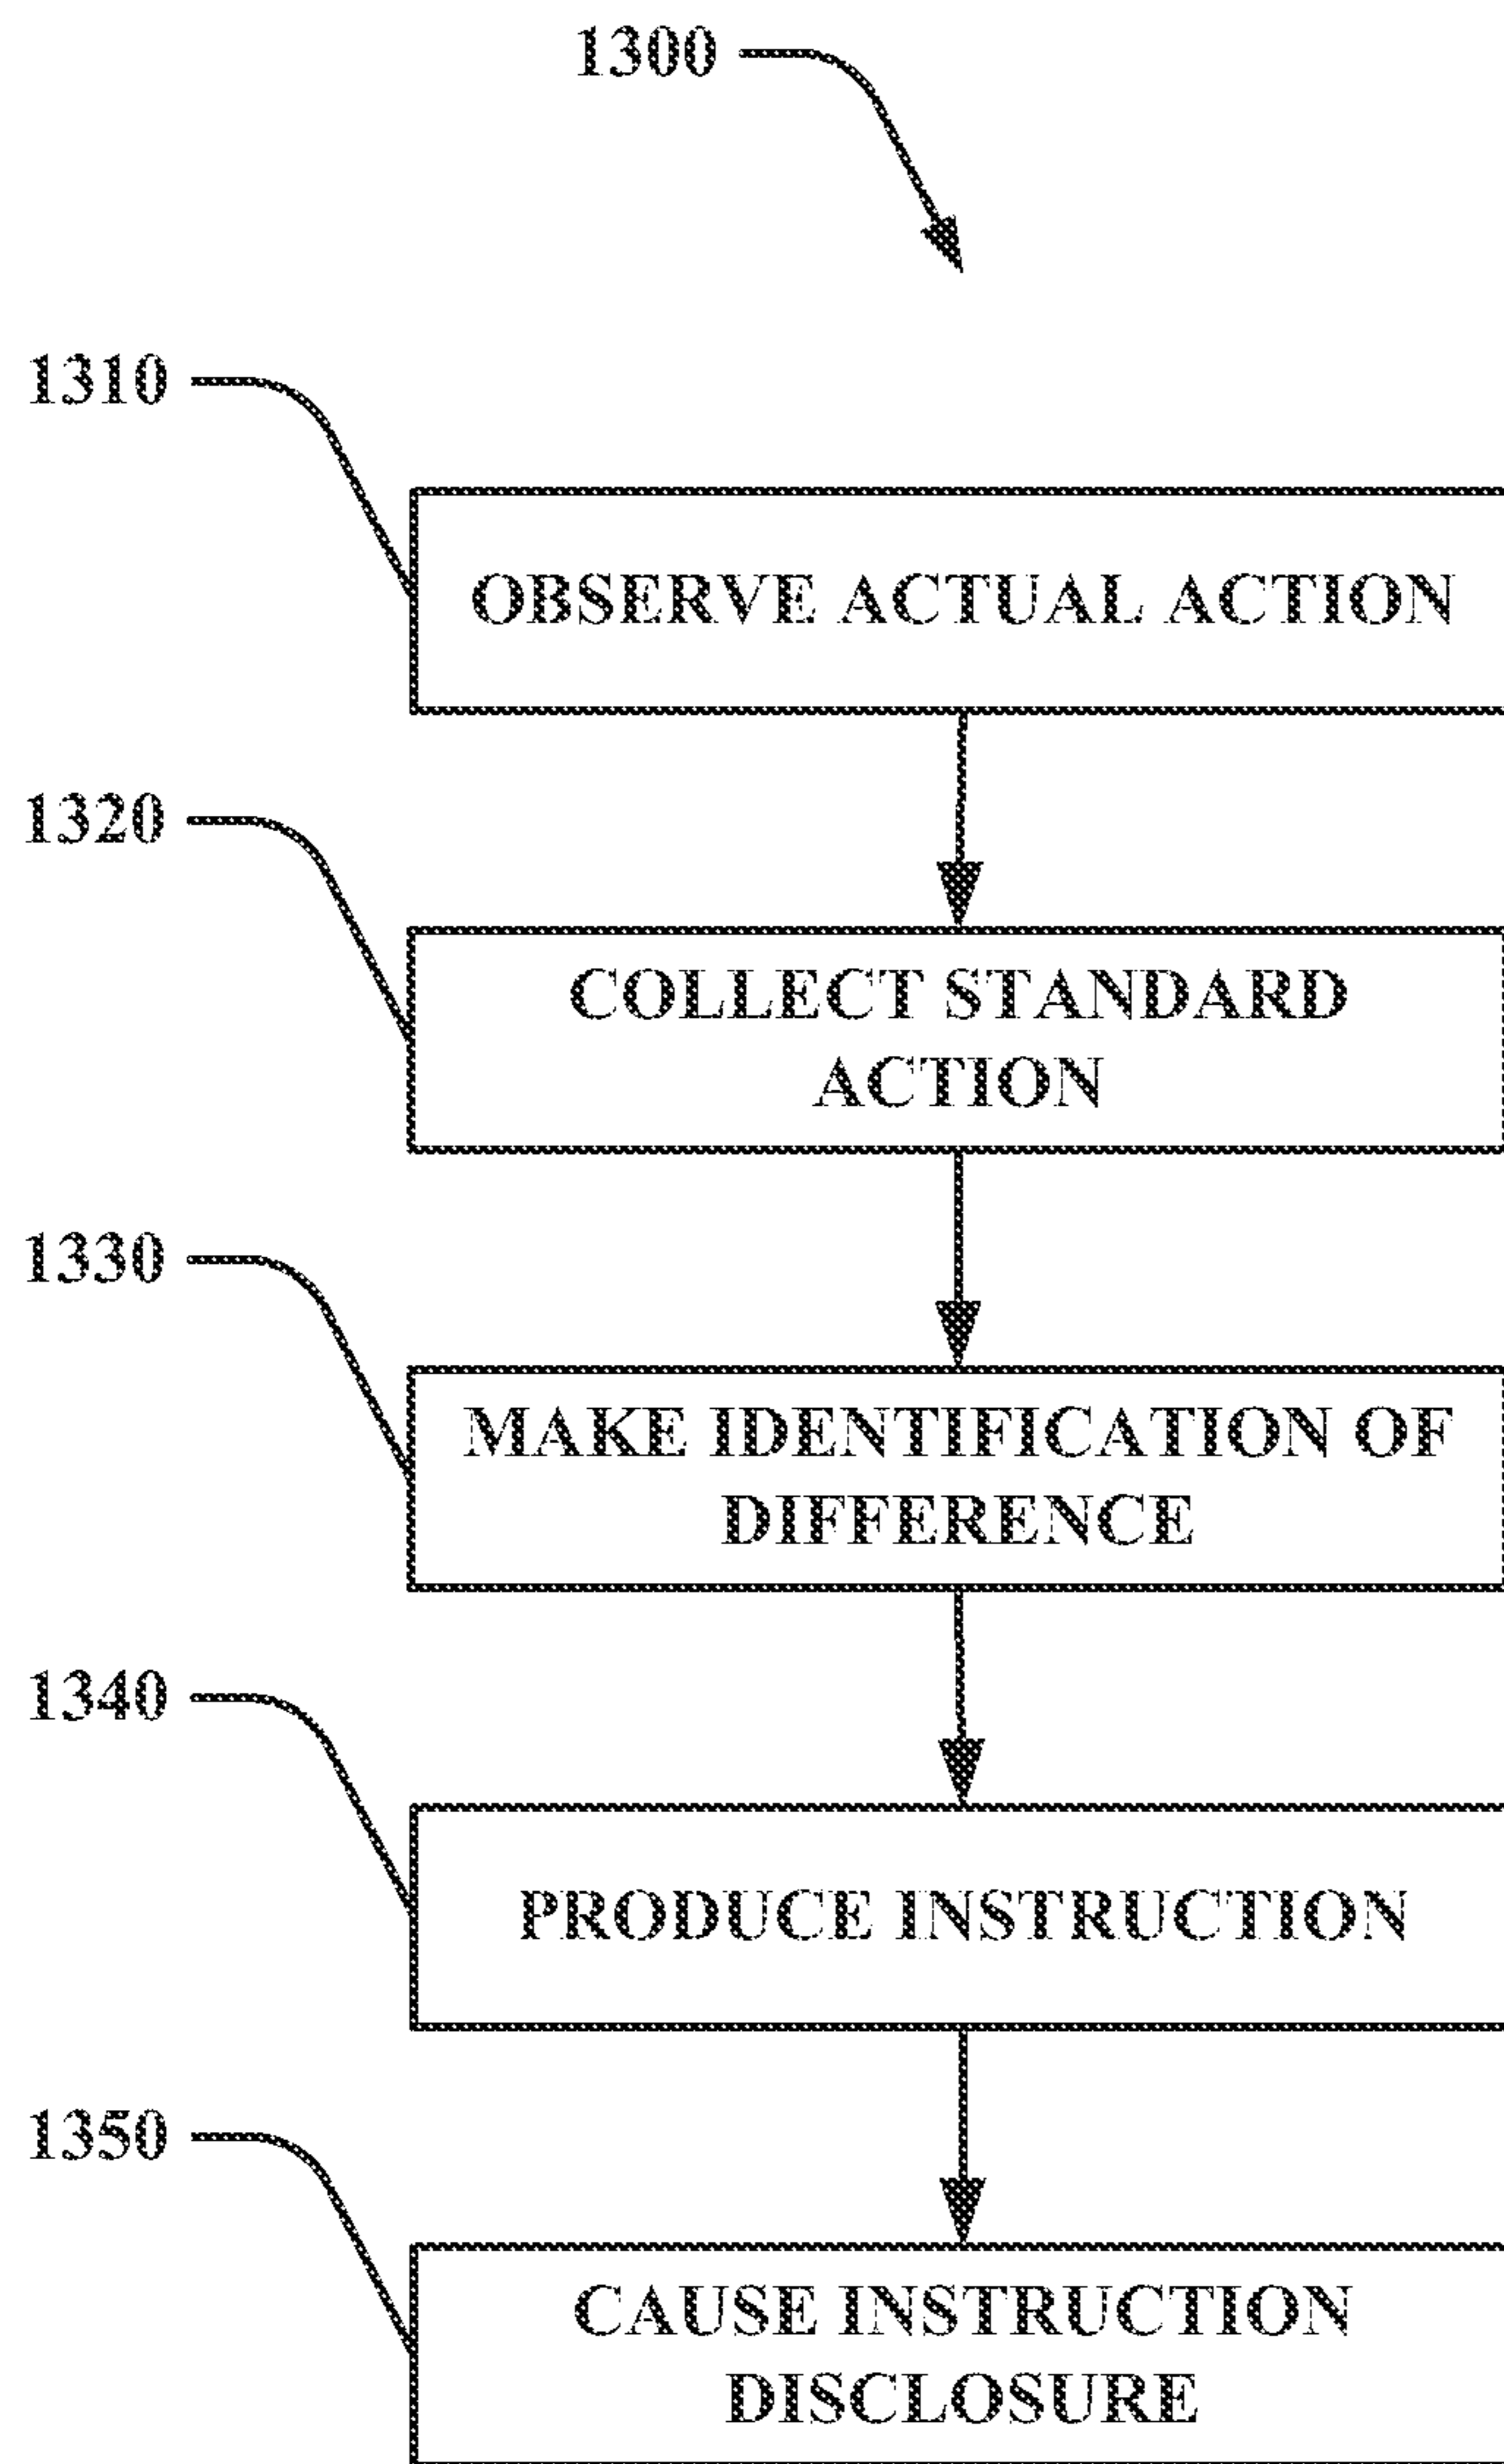 1300
1310
OBSERVE ACTUAL ACTION
1320
COLLECT STANDARD
ACTION
1330
MAKE IDENTIFICATION OF
DIFFERENCE
1340
PRODUCE INSTRUCTION
1350
CAUSE INSTRUCTION
DISCLOSURE